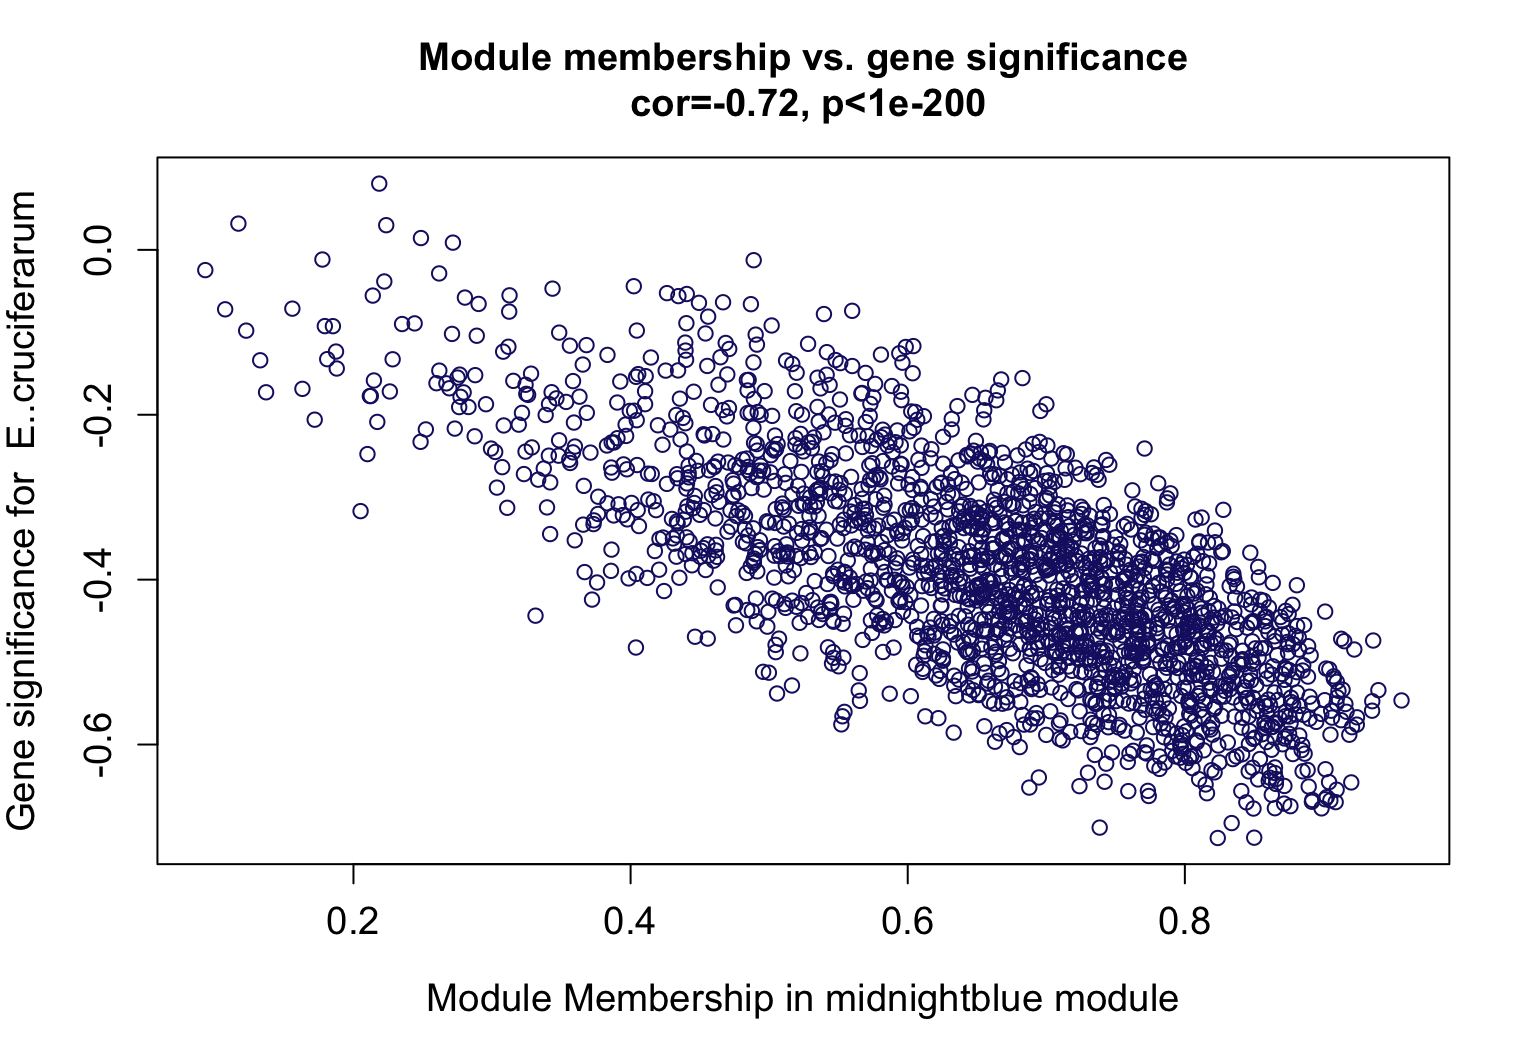 Module membership vs. gene significance
cor=-0.72, p<1e-200
Gene significance for E..cruciferarum
0.0
-0.2
-0.4
-0.6
0.2
0.4
0.6
0.8
Module Membership in midnightblue module